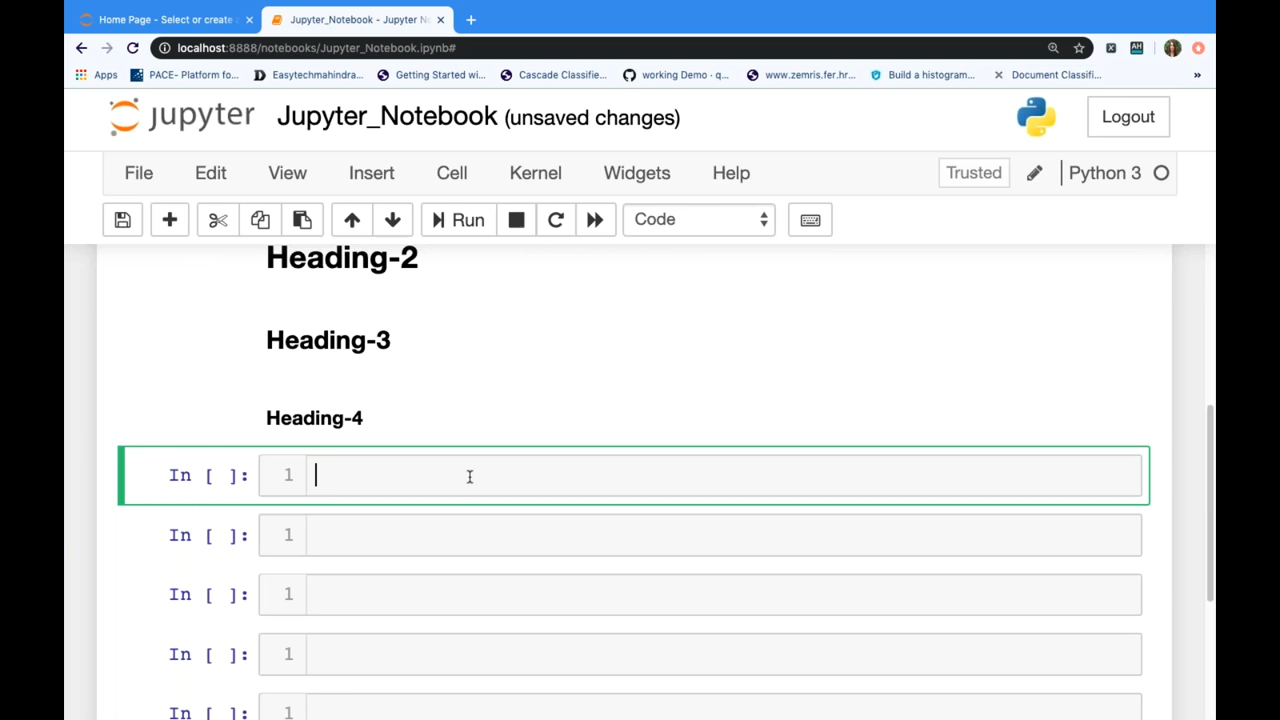 Home Page - Select or create
Jupyter_Notebook - Jupyter No
localhost:8888/notebooks/Jupyter_Notebook.ipynb#
Apps PACE- Platform fo... Easytechmahindra... Getting Started wi... Cascade Classifie... working Demo · q... www.zemris.fer.hr... Build a histogram... Document Classifi... »
jupyter Jupyter_Notebook (unsaved changes) Logout
File Edit View Insert Cell Kernel Widgets Help Trusted Python 3
Run Code
Heading-2
Heading-3
Heading-4
In [ ]: 1
In [ ]: 1
In [ ]: 1
In [ ]: 1
In [ ]: 1